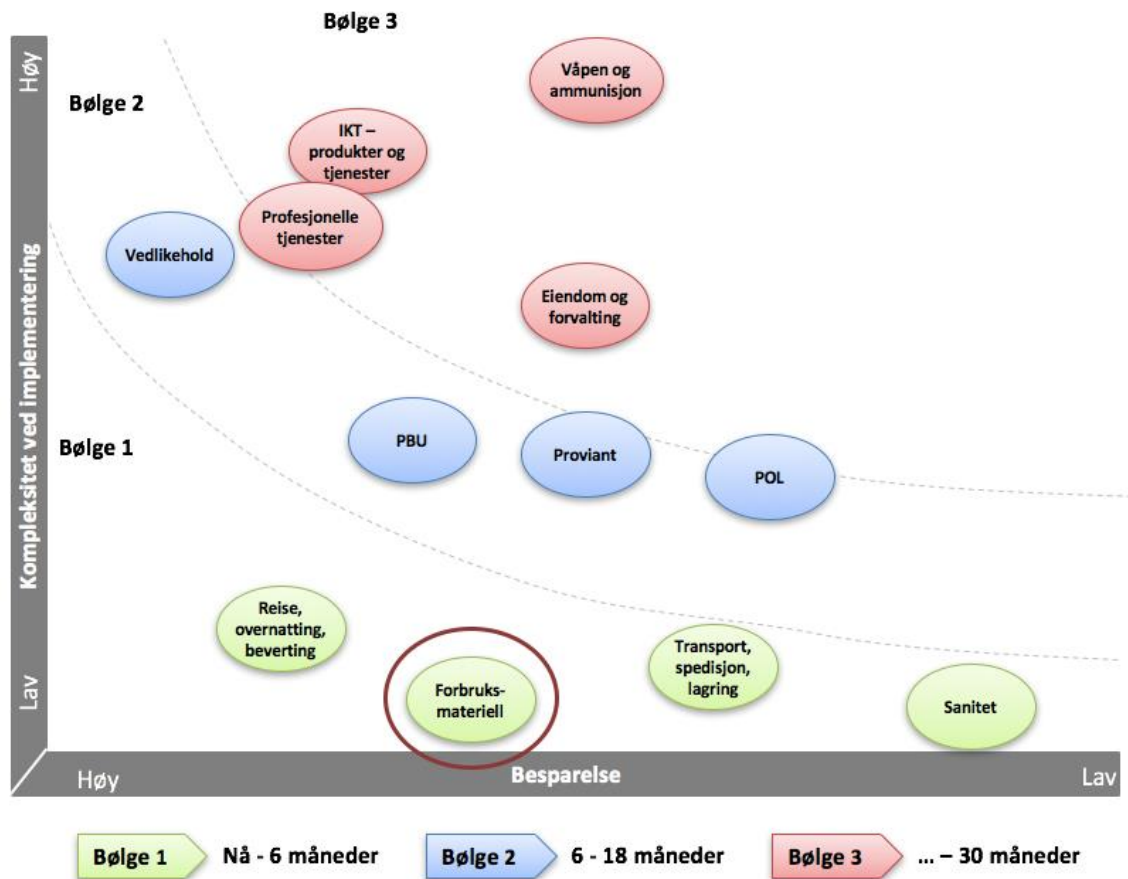 Bølge 3
Høy
Bølge 2
Våpen og
ammunisjon
IKT –
produkter og
tjenester
Profesjonelle
tjenester
Vedlikehold
Eiendom og
forvalting
Kompleksitet ved implementering
Bølge 1
PBU
Proviant
POL
Reise,
overnatting,
beverting
Forbruks-
materiell
Transport,
spedisjon,
lagring
Sanitet
Lav
Høy
Besparelse
Lav
Bølge 1
Nå - 6 måneder
Bølge 2
6 - 18 måneder
Bølge 3
... – 30 måneder